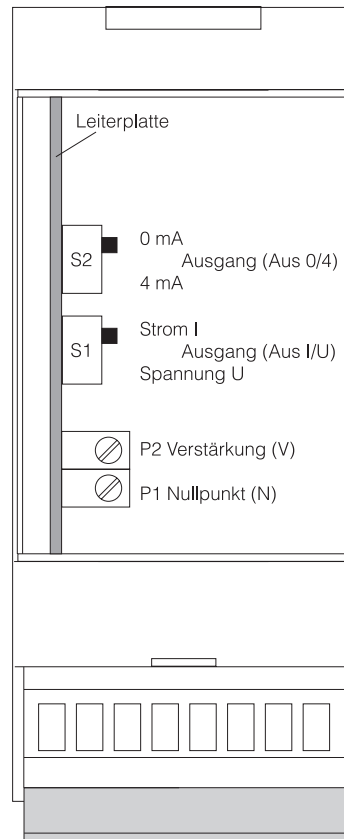 Leiterplatte
S2
0 mA
Ausgang (Aus 0/4)
4 mA
S1
Strom I
Ausgang (Aus I/U)
Spannung U
P2 Verstärkung (V)
P1 Nullpunkt (N)